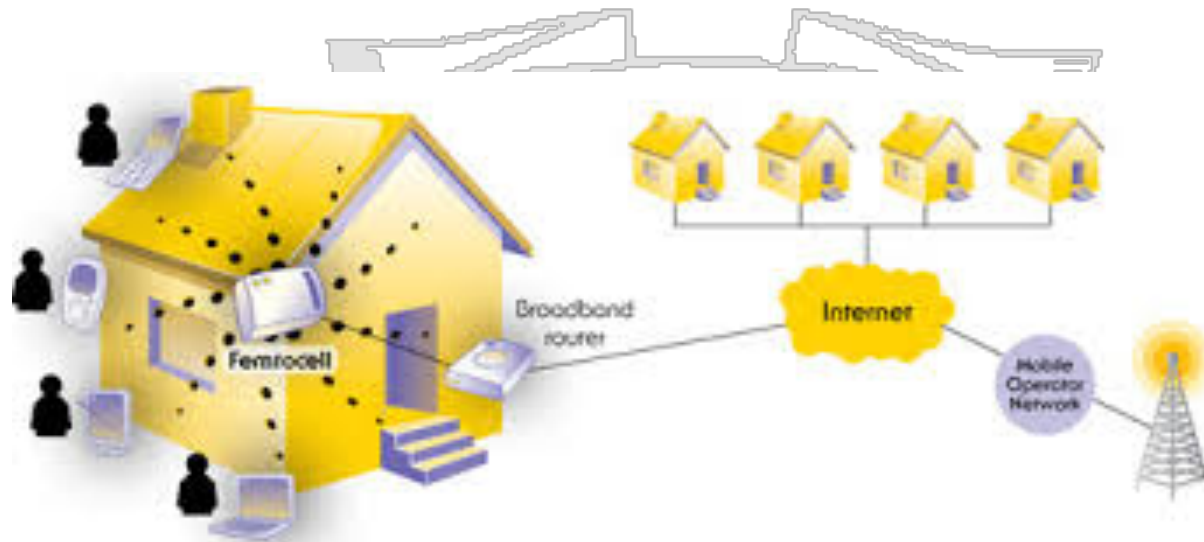 Femrocell
Broadband
router
Internet
Mobile
Operator
Network